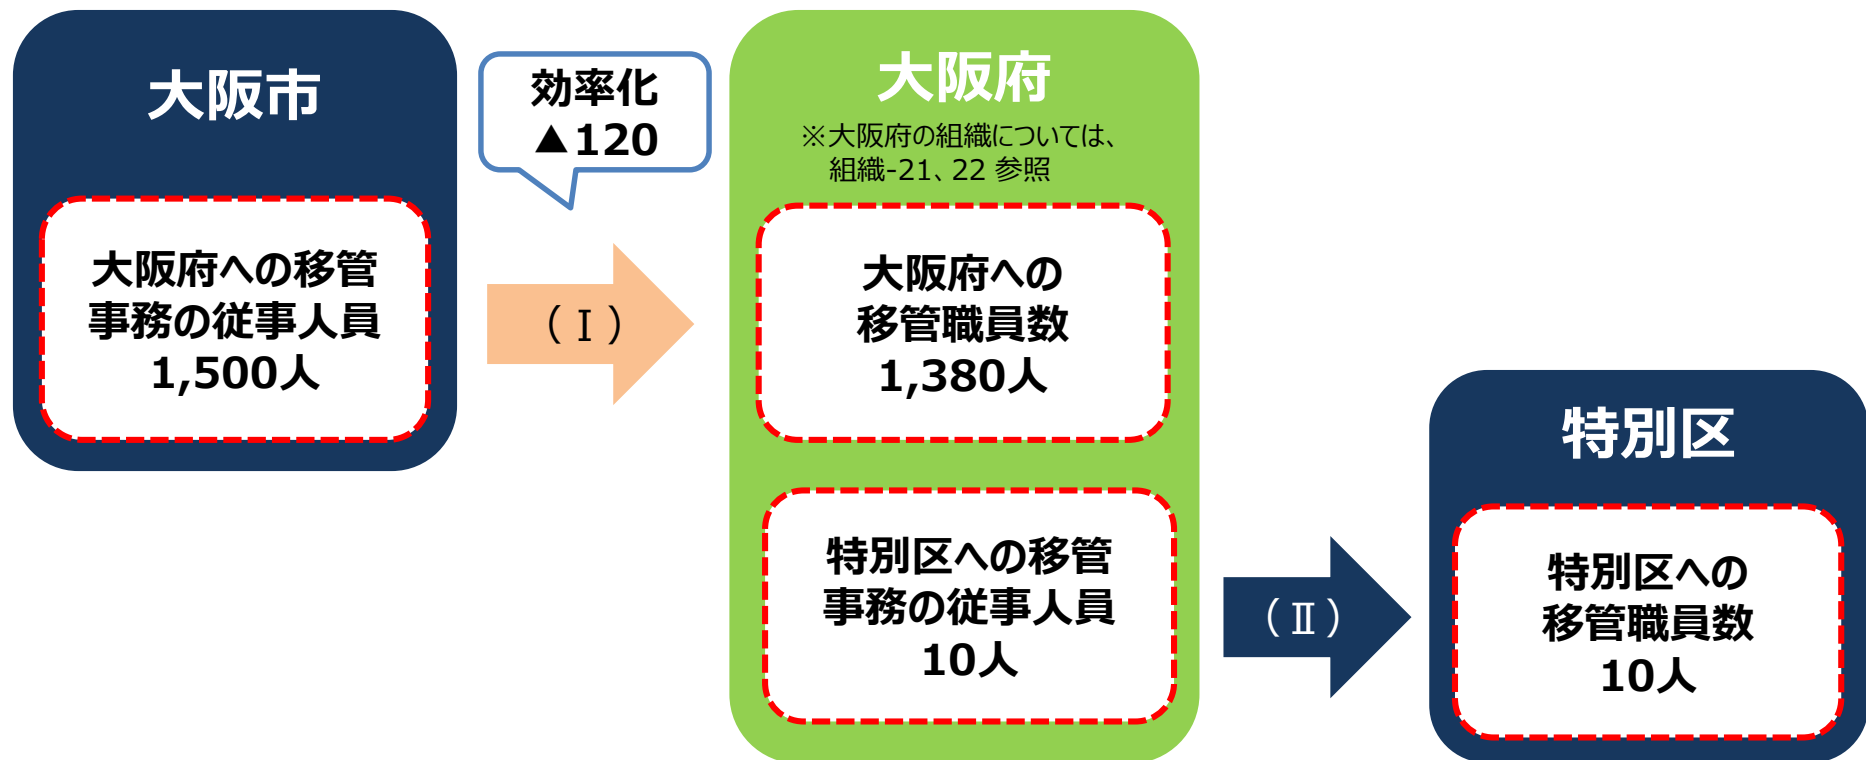 大阪市
大阪府への移管
事務の従事人員
1,500人
効率化
▲120
（Ⅰ）
大阪府
※大阪府の組織については、
組織-21、22 参照
大阪府への
移管職員数
1,380人
特別区への移管
事務の従事人員
10人
（Ⅱ）
特別区
特別区への
移管職員数
10人